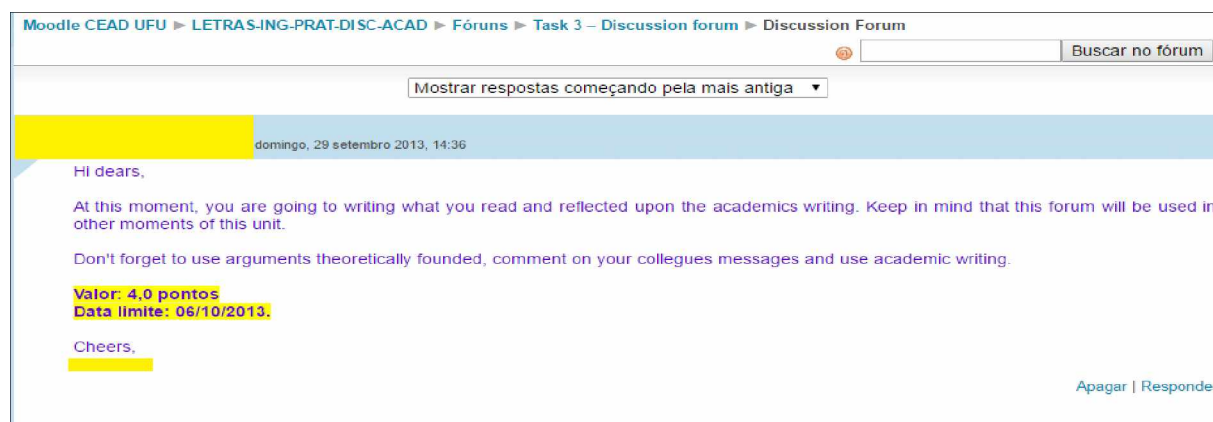 Moodle CEAD UFU ► LETRAS-ING-PRAT-DISC-ACAD ► Fóruns ► Task 3 – Discussion forum ► Discussion Forum
Buscar no fórum
Mostrar respostas começando pela mais antiga ▼
domingo, 29 setembro 2013, 14:36
Hi dears,
At this moment, you are going to writing what you read and reflected upon the academics writing. Keep in mind that this forum will be used in
other moments of this unit.
Don't forget to use arguments theoretically founded, comment on your collegues messages and use academic writing.
Valor: 4,0 pontos
Data limite: 06/10/2013.
Cheers,
Apagar | Responde